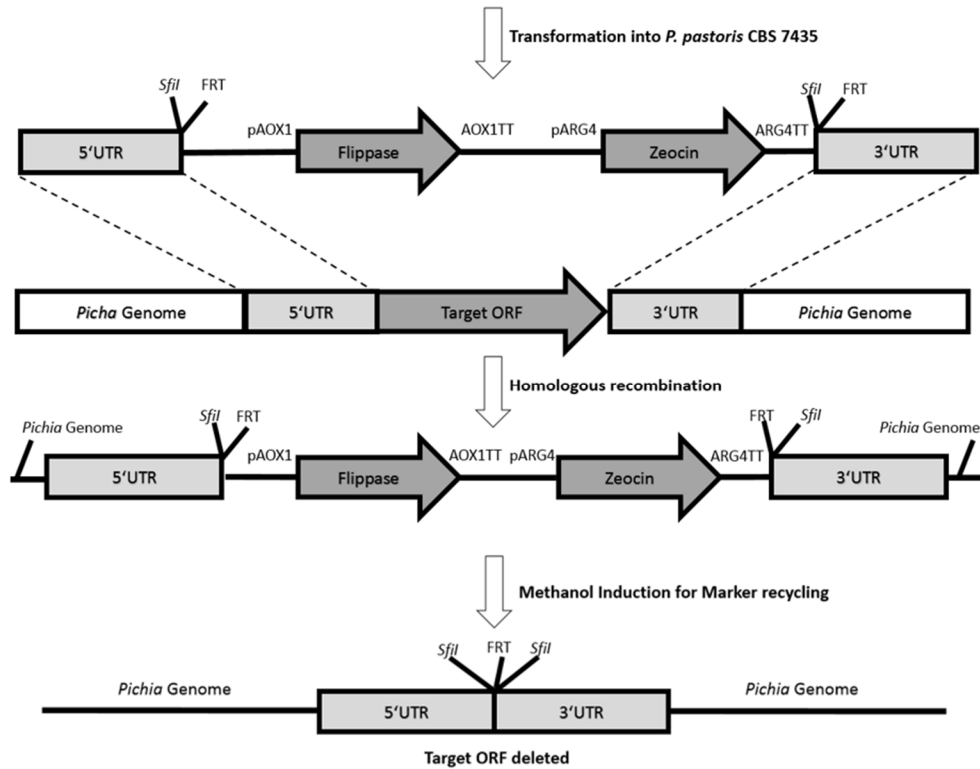 Transformation into P. pastoris CBS 7435
SfiI FRT
SfiI FRT
pAOX1 AOX1TT pARG4 ARG4TT
5‘UTR Flippase Zeocin 3‘UTR
Picha Genome 5‘UTR Target ORF 3‘UTR Pichia Genome
Homologous recombination
Pichia Genome SfiI FRT FRT SfiI Pichia Genome
pAOX1 AOX1TT pARG4 ARG4TT
5‘UTR Flippase Zeocin 3‘UTR
Methanol Induction for Marker recycling
SfiI FRT SfiI
Pichia Genome Pichia Genome
5‘UTR 3‘UTR
Target ORF deleted